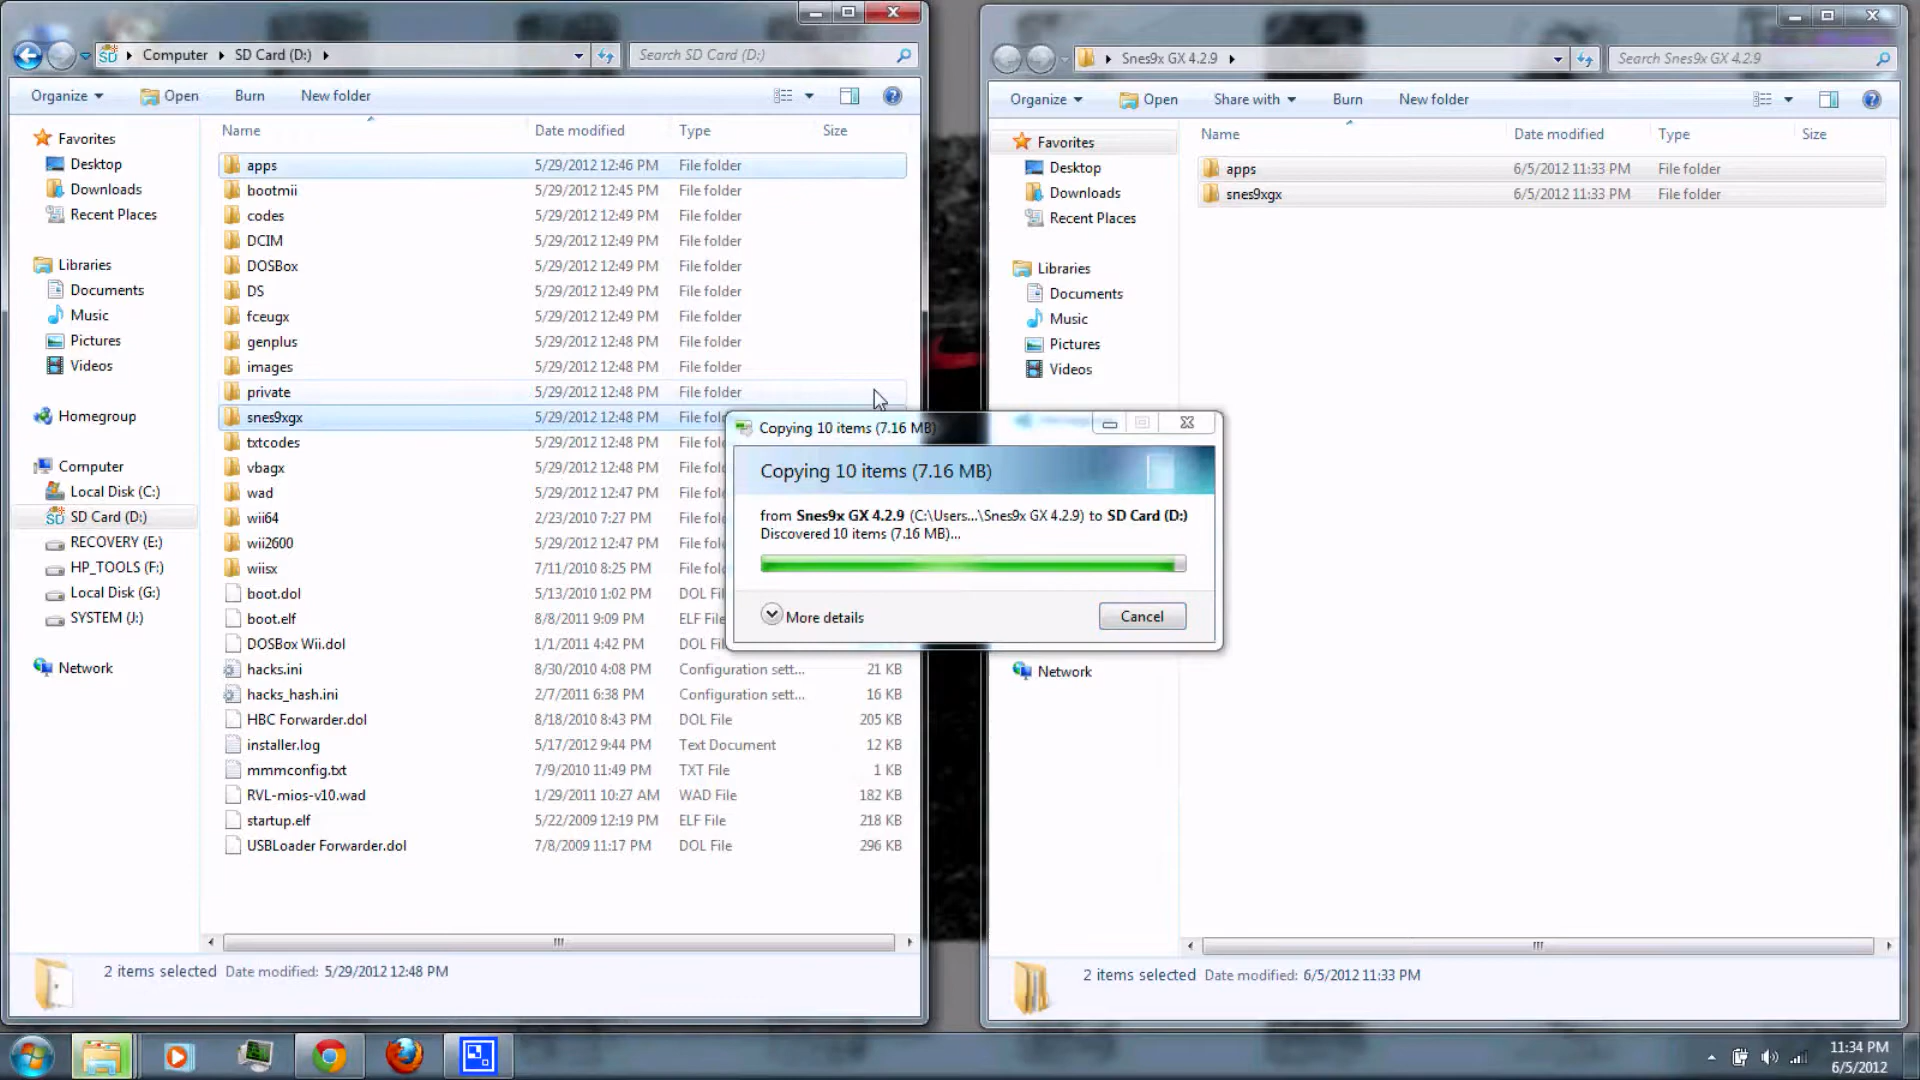 Computer ▸ SD Card (D:) ▸
Search SD Card (D:)
Organize
Open
Burn
New folder
Name
Date modified
Type
Size
Favorites
Desktop
Downloads
Recent Places
Libraries
Documents
Music
Pictures
Videos
Homegroup
Computer
Local Disk (C:)
SD Card (D:)
RECOVERY (E:)
HP_TOOLS (F:)
Local Disk (G:)
SYSTEM (J:)
Network
apps 5/29/2012 12:46 PM File folder
bootmii 5/29/2012 12:45 PM File folder
codes 5/29/2012 12:49 PM File folder
DCIM 5/29/2012 12:49 PM File folder
DOSBox 5/29/2012 12:49 PM File folder
DS 5/29/2012 12:49 PM File folder
fceugx 5/29/2012 12:49 PM File folder
genplus 5/29/2012 12:48 PM File folder
images 5/29/2012 12:48 PM File folder
private 5/29/2012 12:48 PM File folder
snes9xgx 5/29/2012 12:48 PM File fol
txtcodes 5/29/2012 12:48 PM File fol
vbagx 5/29/2012 12:48 PM File fol
wad 5/29/2012 12:47 PM File fol
wii64 2/23/2010 7:27 PM File fol
wii2600 5/29/2012 12:47 PM File fol
wiisx 7/11/2010 8:25 PM File fol
boot.dol 5/13/2010 1:02 PM DOL Fi
boot.elf 8/8/2011 9:09 PM ELF File
DOSBox Wii.dol 1/1/2011 4:42 PM DOL Fi
hacks.ini 8/30/2010 4:08 PM Configuration sett... 21 KB
hacks_hash.ini 2/7/2011 6:38 PM Configuration sett... 16 KB
HBC Forwarder.dol 8/18/2010 8:43 PM DOL File 205 KB
installer.log 5/17/2012 9:44 PM Text Document 12 KB
mmmconfig.txt 7/9/2010 11:49 PM TXT File 1 KB
RVL-mios-v10.wad 1/29/2011 10:27 AM WAD File 182 KB
startup.elf 5/22/2009 12:19 PM ELF File 218 KB
USBLoader Forwarder.dol 7/8/2009 11:17 PM DOL File 296 KB
2 items selected Date modified: 5/29/2012 12:48 PM
Copying 10 items (7.16 MB)
Copying 10 items (7.16 MB)
from Snes9x GX 4.2.9 (C:\Users...\Snes9x GX 4.2.9) to SD Card (D:)
Discovered 10 items (7.16 MB)...
More details
Cancel
Snes9x GX 4.2.9 ▸
Search Snes9x GX 4.2.9
Organize
Open
Share with
Burn
New folder
Name
Date modified
Type
Size
Favorites
Desktop
Downloads
Recent Places
Libraries
Documents
Music
Pictures
Videos
Network
apps 6/5/2012 11:33 PM File folder
snes9xgx 6/5/2012 11:33 PM File folder
2 items selected Date modified: 6/5/2012 11:33 PM
11:34 PM
6/5/2012